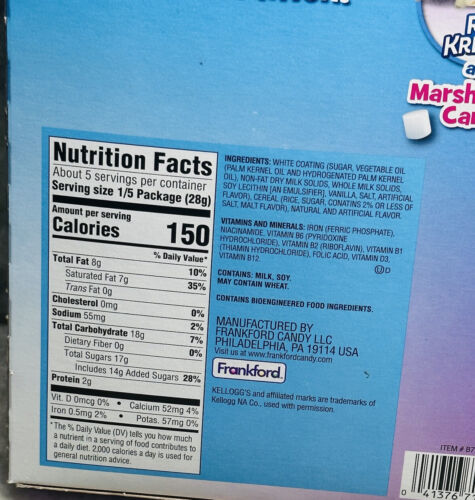 Nutrition Facts
About 5 servings per container
Serving size 1/5 Package (28g)
Amount per serving
Calories 150
% Daily Value*
Total Fat 8g 10%
Saturated Fat 7g 35%
Trans Fat 0g
Cholesterol 0mg 0%
Sodium 55mg 2%
Total Carbohydrate 18g 7%
Dietary Fiber 0g 0%
Total Sugars 17g
Includes 14g Added Sugars 28%
Protein 2g
Vit. D 0mcg 0% • Calcium 52mg 4%
Iron 0.5mg 2% • Potas. 57mg 0%
*The % Daily Value (DV) tells you how much
a nutrient in a serving of food contributes to
a daily diet. 2,000 calories a day is used for
general nutrition advice.
INGREDIENTS: WHITE COATING (SUGAR, VEGETABLE OIL
(PALM KERNEL OIL AND HYDROGENATED PALM KERNEL
OIL), NON-FAT DRY MILK SOLIDS, WHOLE MILK SOLIDS,
SOY LECITHIN [AN EMULSIFIER], VANILLA, SALT, ARTIFICIAL
FLAVOR), CEREAL (RICE, SUGAR, CONATINS 2% OR LESS OF
SALT, MALT FLAVOR), NATURAL AND ARTIFICIAL FLAVOR.
VITAMINS AND MINERALS: IRON (FERRIC PHOSPHATE),
NIACINAMIDE, VITAMIN B6 (PYRIDOXINE
HYDROCHLORIDE), VITAMIN B2 (RIBOFLAVIN), VITAMIN B1
(THIAMIN HYDROCHLORIDE), FOLIC ACID, VITAMIN D3,
VITAMIN B12.
U D
CONTAINS: MILK, SOY.
MAY CONTAIN WHEAT.
CONTAINS BIOENGINEERED FOOD INGREDIENTS.
MANUFACTURED BY
FRANKFORD CANDY LLC
PHILADELPHIA, PA 19114 USA
Visit us at www.frankfordcandy.com
Frankford
KELLOGG'S and affiliated marks are trademarks of
Kellogg NA Co., used with permission.
R
KRI
a
Marsh
Ca
ITEM # B7
0 41376